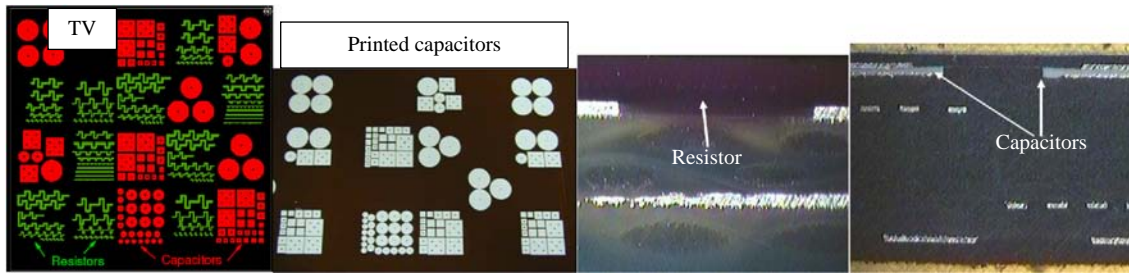 TV
Printed capacitors
Resistors
Capacitors
Resistor
Capacitors